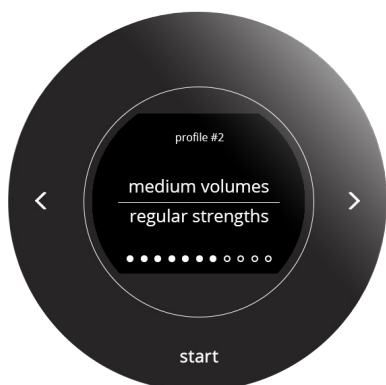 profile #2
medium volumes
regular strengths
< >
start